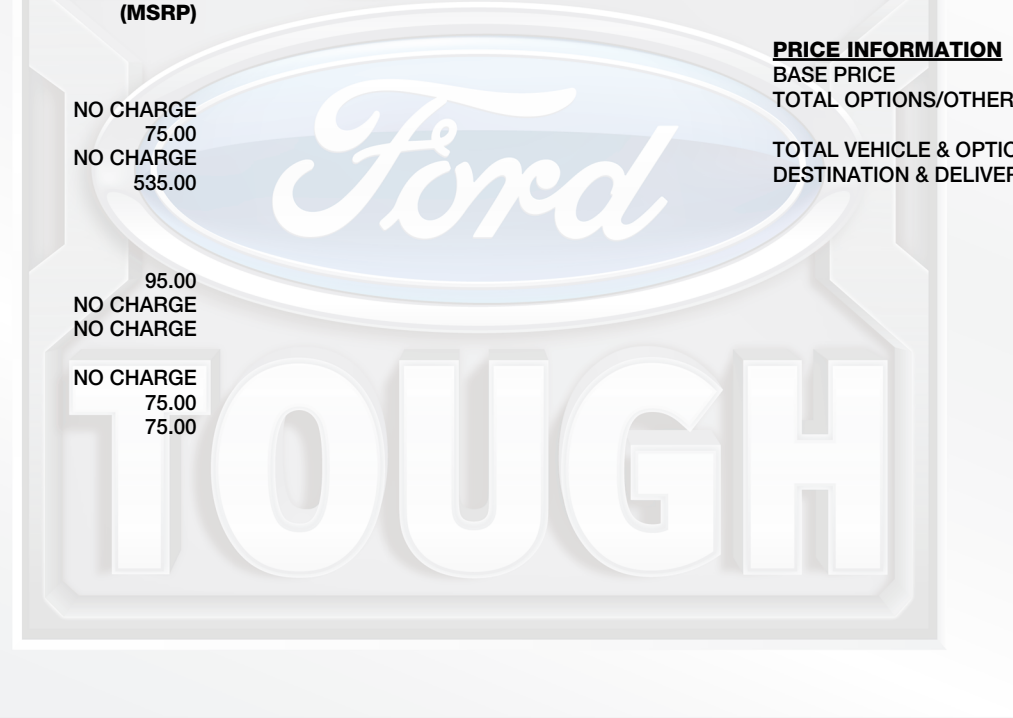 (MSRP)
NO CHARGE
75.00
NO CHARGE
535.00
95.00
NO CHARGE
NO CHARGE
NO CHARGE
75.00
75.00
PRICE INFORMATION
BASE PRICE
TOTAL OPTIONS/OTHER
TOTAL VEHICLE & OPTIO
DESTINATION & DELIVER
Ford
TOUGH